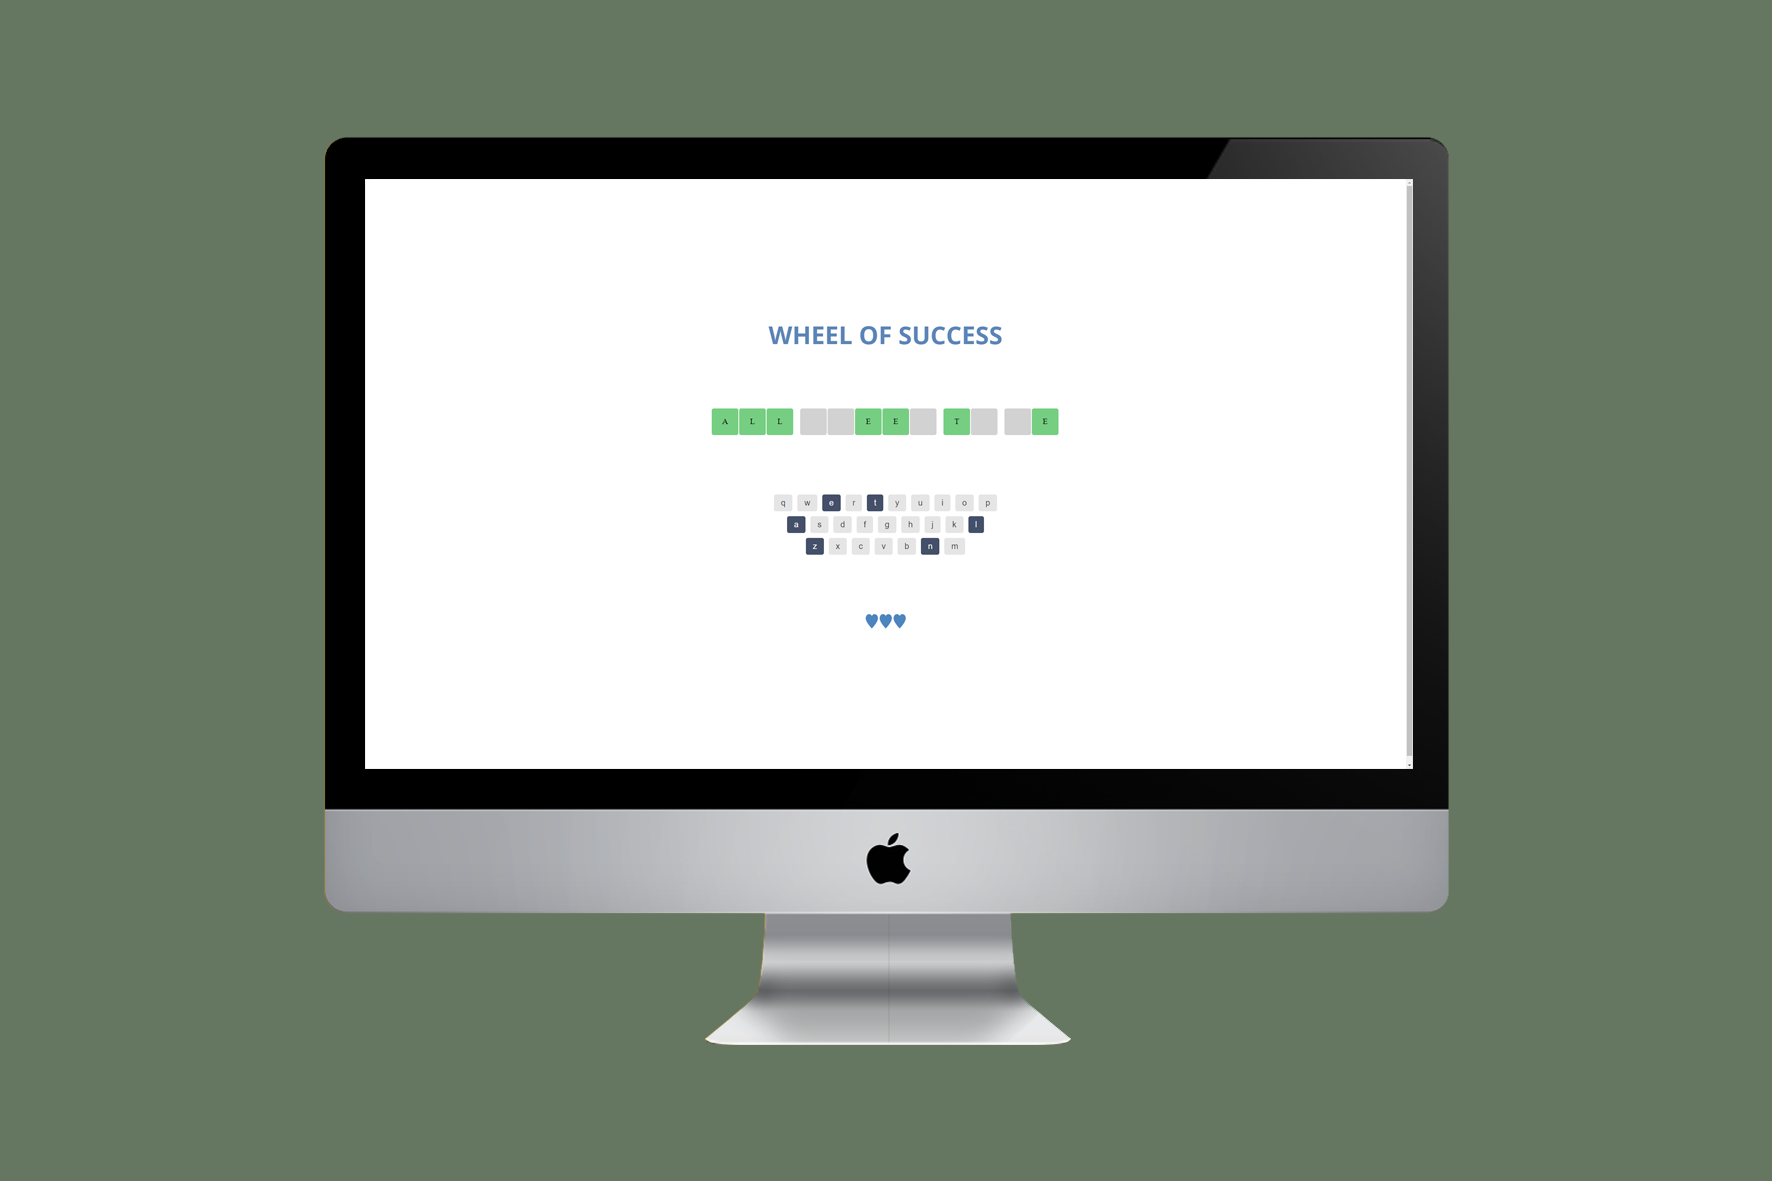 WHEEL OF SUCCESS
A L L E E T E
q w e r t y u i o p
a s d f g h j k l
z x c v b n m